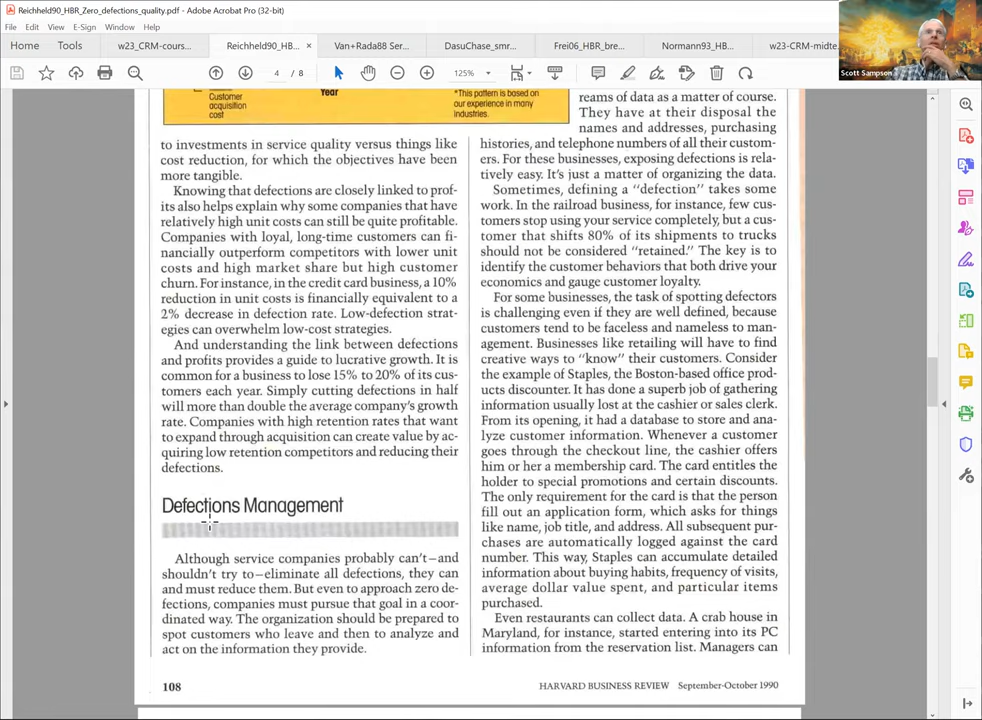 Reichheld90_HBR_Zero_defections_quality.pdf - Adobe Acrobat Pro (32-bit)
File Edit View E-Sign Window Help
Home Tools w23_CRM-cours... Reichheld90_HB... × Van+Rada88 Ser... DasuChase_smr... Frei06_HBR_bre... Normann93_HB... w23-CRM-midte...
4 / 8 125%
Scott Sampson
Customer
acquisition
cost
Year
*This pattern is based on
our experience in many
industries.
to investments in service quality versus things like
cost reduction, for which the objectives have been
more tangible.
Knowing that defections are closely linked to prof-
its also helps explain why some companies that have
relatively high unit costs can still be quite profitable.
Companies with loyal, long-time customers can fi-
nancially outperform competitors with lower unit
costs and high market share but high customer
churn. For instance, in the credit card business, a 10%
reduction in unit costs is financially equivalent to a
2% decrease in defection rate. Low-defection strat-
egies can overwhelm low-cost strategies.
And understanding the link between defections
and profits provides a guide to lucrative growth. It is
common for a business to lose 15% to 20% of its cus-
tomers each year. Simply cutting defections in half
will more than double the average company's growth
rate. Companies with high retention rates that want
to expand through acquisition can create value by ac-
quiring low retention competitors and reducing their
defections.
Defections Management
Although service companies probably can't—and
shouldn't try to—eliminate all defections, they can
and must reduce them. But even to approach zero de-
fections, companies must pursue that goal in a coor-
dinated way. The organization should be prepared to
spot customers who leave and then to analyze and
act on the information they provide.
reams of data as a matter of course.
They have at their disposal the
names and addresses, purchasing
histories, and telephone numbers of all their custom-
ers. For these businesses, exposing defections is rela-
tively easy. It's just a matter of organizing the data.
Sometimes, defining a "defection" takes some
work. In the railroad business, for instance, few cus-
tomers stop using your service completely, but a cus-
tomer that shifts 80% of its shipments to trucks
should not be considered "retained." The key is to
identify the customer behaviors that both drive your
economics and gauge customer loyalty.
For some businesses, the task of spotting defectors
is challenging even if they are well defined, because
customers tend to be faceless and nameless to man-
agement. Businesses like retailing will have to find
creative ways to "know" their customers. Consider
the example of Staples, the Boston-based office prod-
ucts discounter. It has done a superb job of gathering
information usually lost at the cashier or sales clerk.
From its opening, it had a database to store and ana-
lyze customer information. Whenever a customer
goes through the checkout line, the cashier offers
him or her a membership card. The card entitles the
holder to special promotions and certain discounts.
The only requirement for the card is that the person
fill out an application form, which asks for things
like name, job title, and address. All subsequent pur-
chases are automatically logged against the card
number. This way, Staples can accumulate detailed
information about buying habits, frequency of visits,
average dollar value spent, and particular items
purchased.
Even restaurants can collect data. A crab house in
Maryland, for instance, started entering into its PC
information from the reservation list. Managers can
108
HARVARD BUSINESS REVIEW September-October 1990